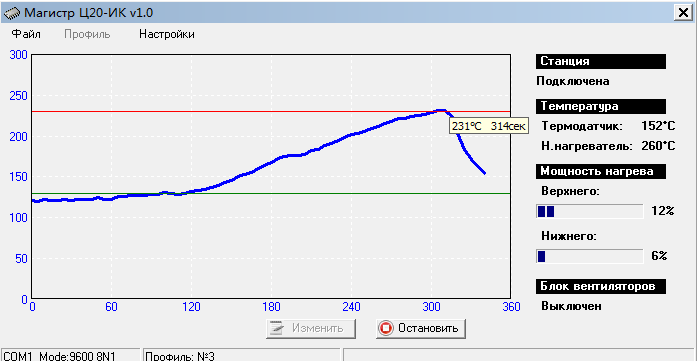 Магистр Ц20-ИК v1.0
Файл Профиль Настройки
300
250
200
150
100
50
0
0 60 120 180 240 300 360
231°C 314сек
Станция
Подключена
Температура
Термодатчик: 152°C
Н.нагреватель: 260°C
Мощность нагрева
Верхнего:
12%
Нижнего:
6%
Блок вентиляторов
Выключен
Изменить Остановить
COM1 Mode:9600 8N1 Профиль: №3